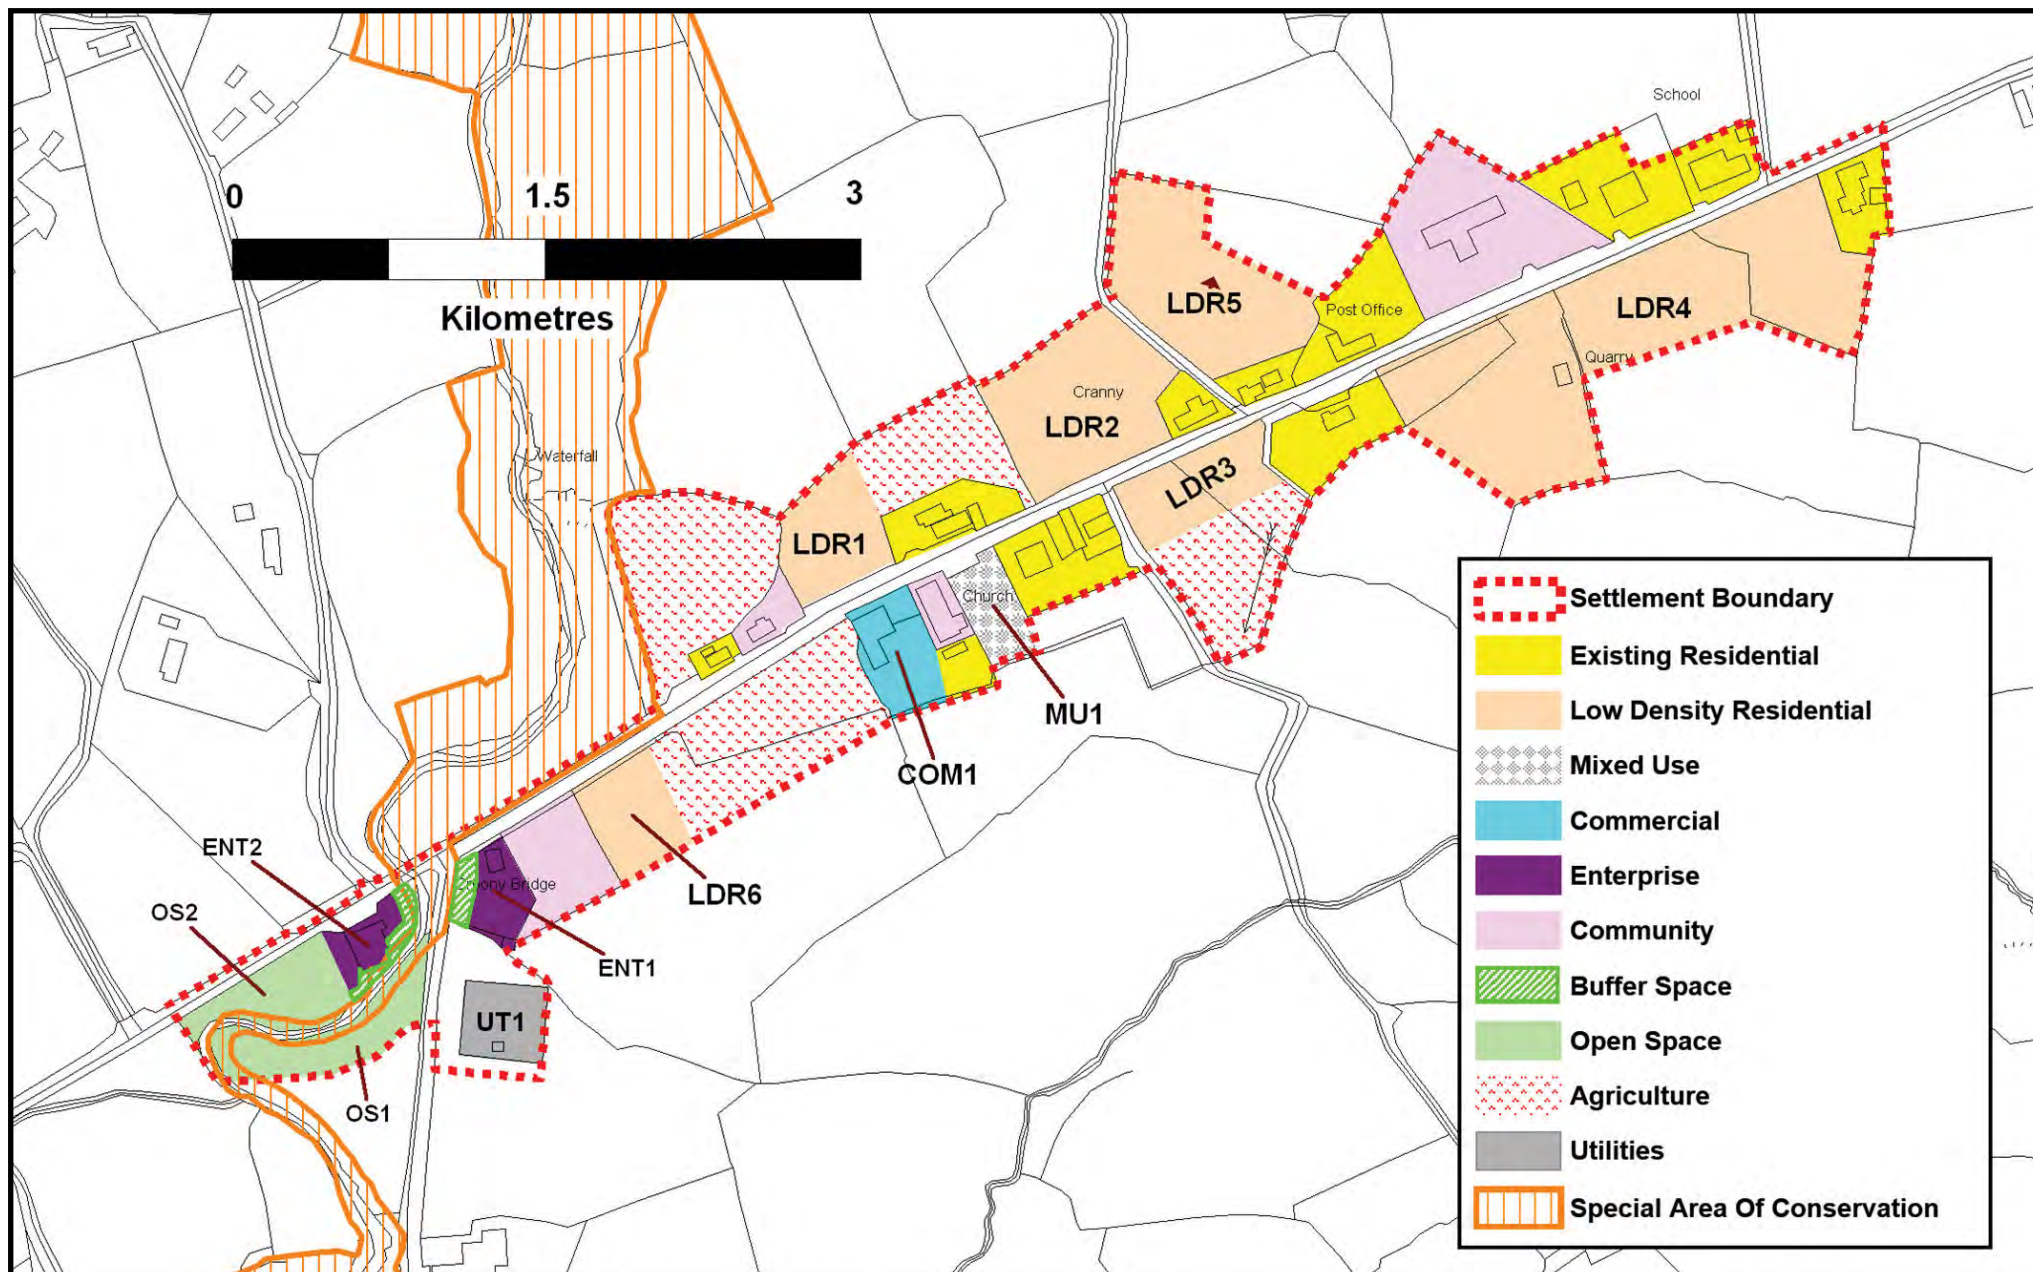 School
0 1.5 3
Kilometres
LDR5
Post Office
LDR4
Quarry
Cranny
LDR2
Waterfall
LDR3
LDR1
Church
MU1
COM1
ENT2
Bridge
LDR6
OS2
ENT1
UT1
OS1
Settlement Boundary
Existing Residential
Low Density Residential
Mixed Use
Commercial
Enterprise
Community
Buffer Space
Open Space
Agriculture
Utilities
Special Area Of Conservation